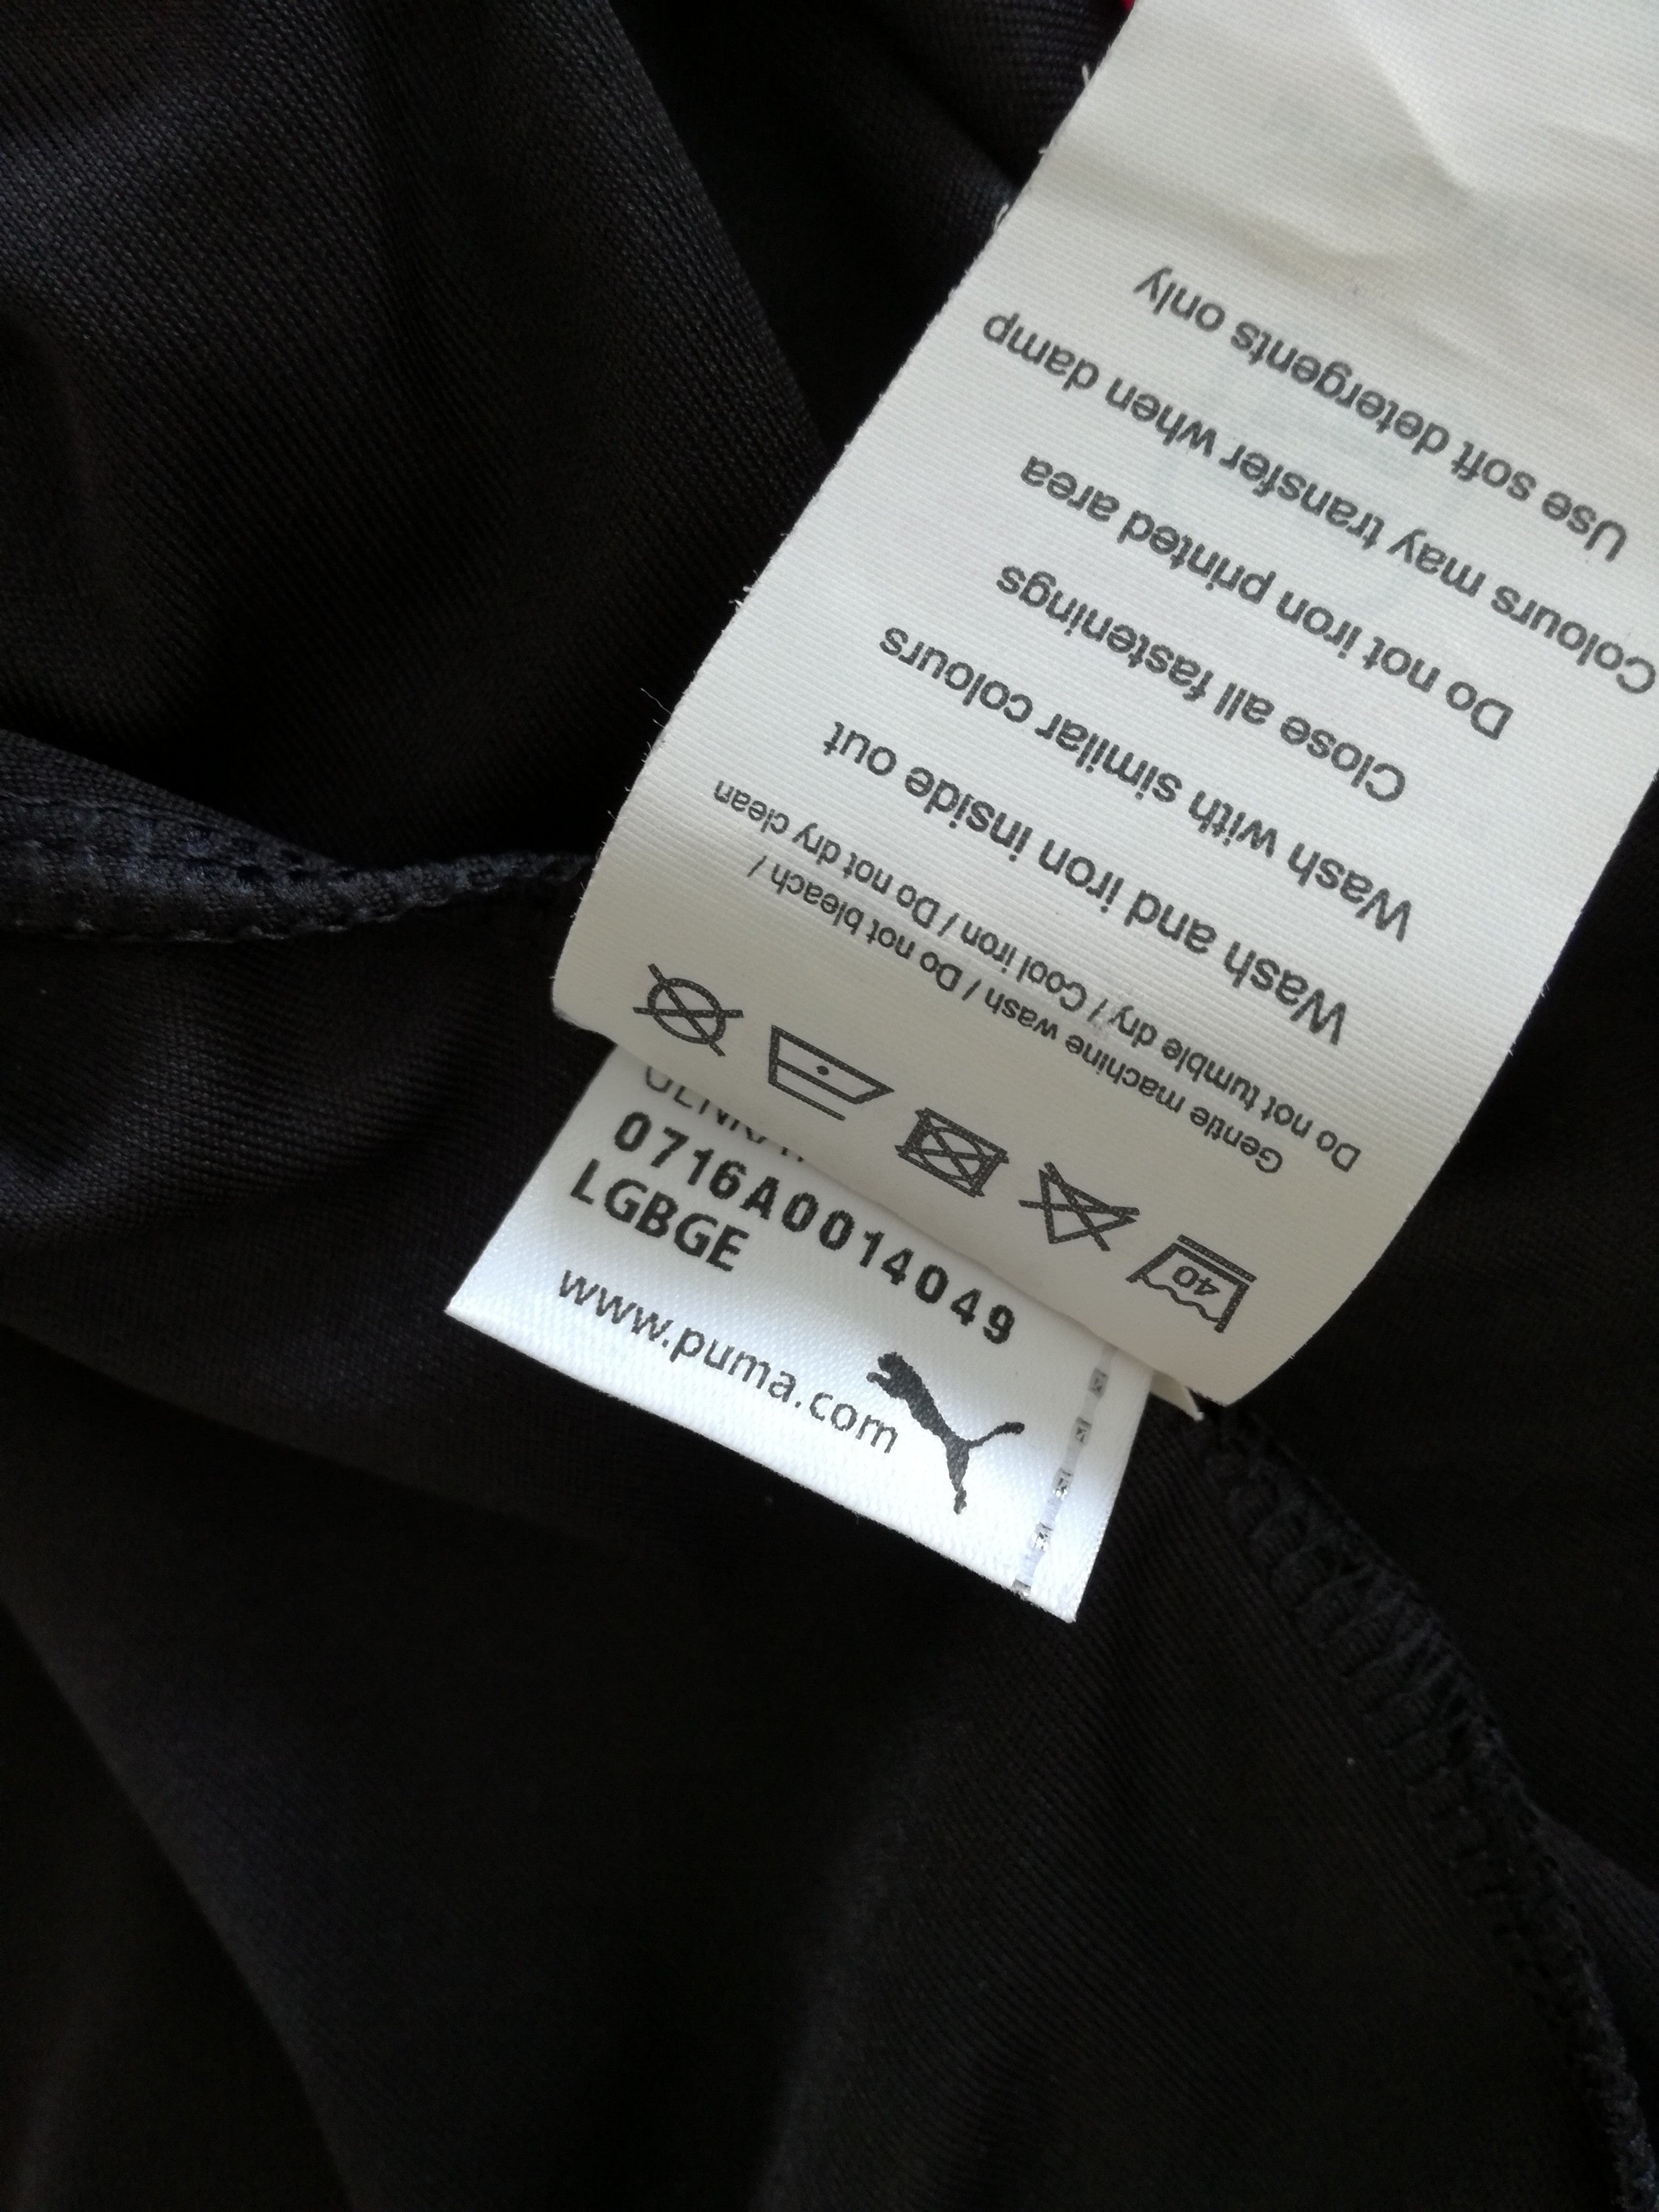 40
Gentle machine wash / Do not bleach /
Do not tumble dry / Cool iron / Do not dry clean
Wash and iron inside out
Wash with similar colours
Close all fastenings
Do not iron printed area
Colours may transfer when damp
Use soft detergents only
0716A0014049
LGBGE
www.puma.com